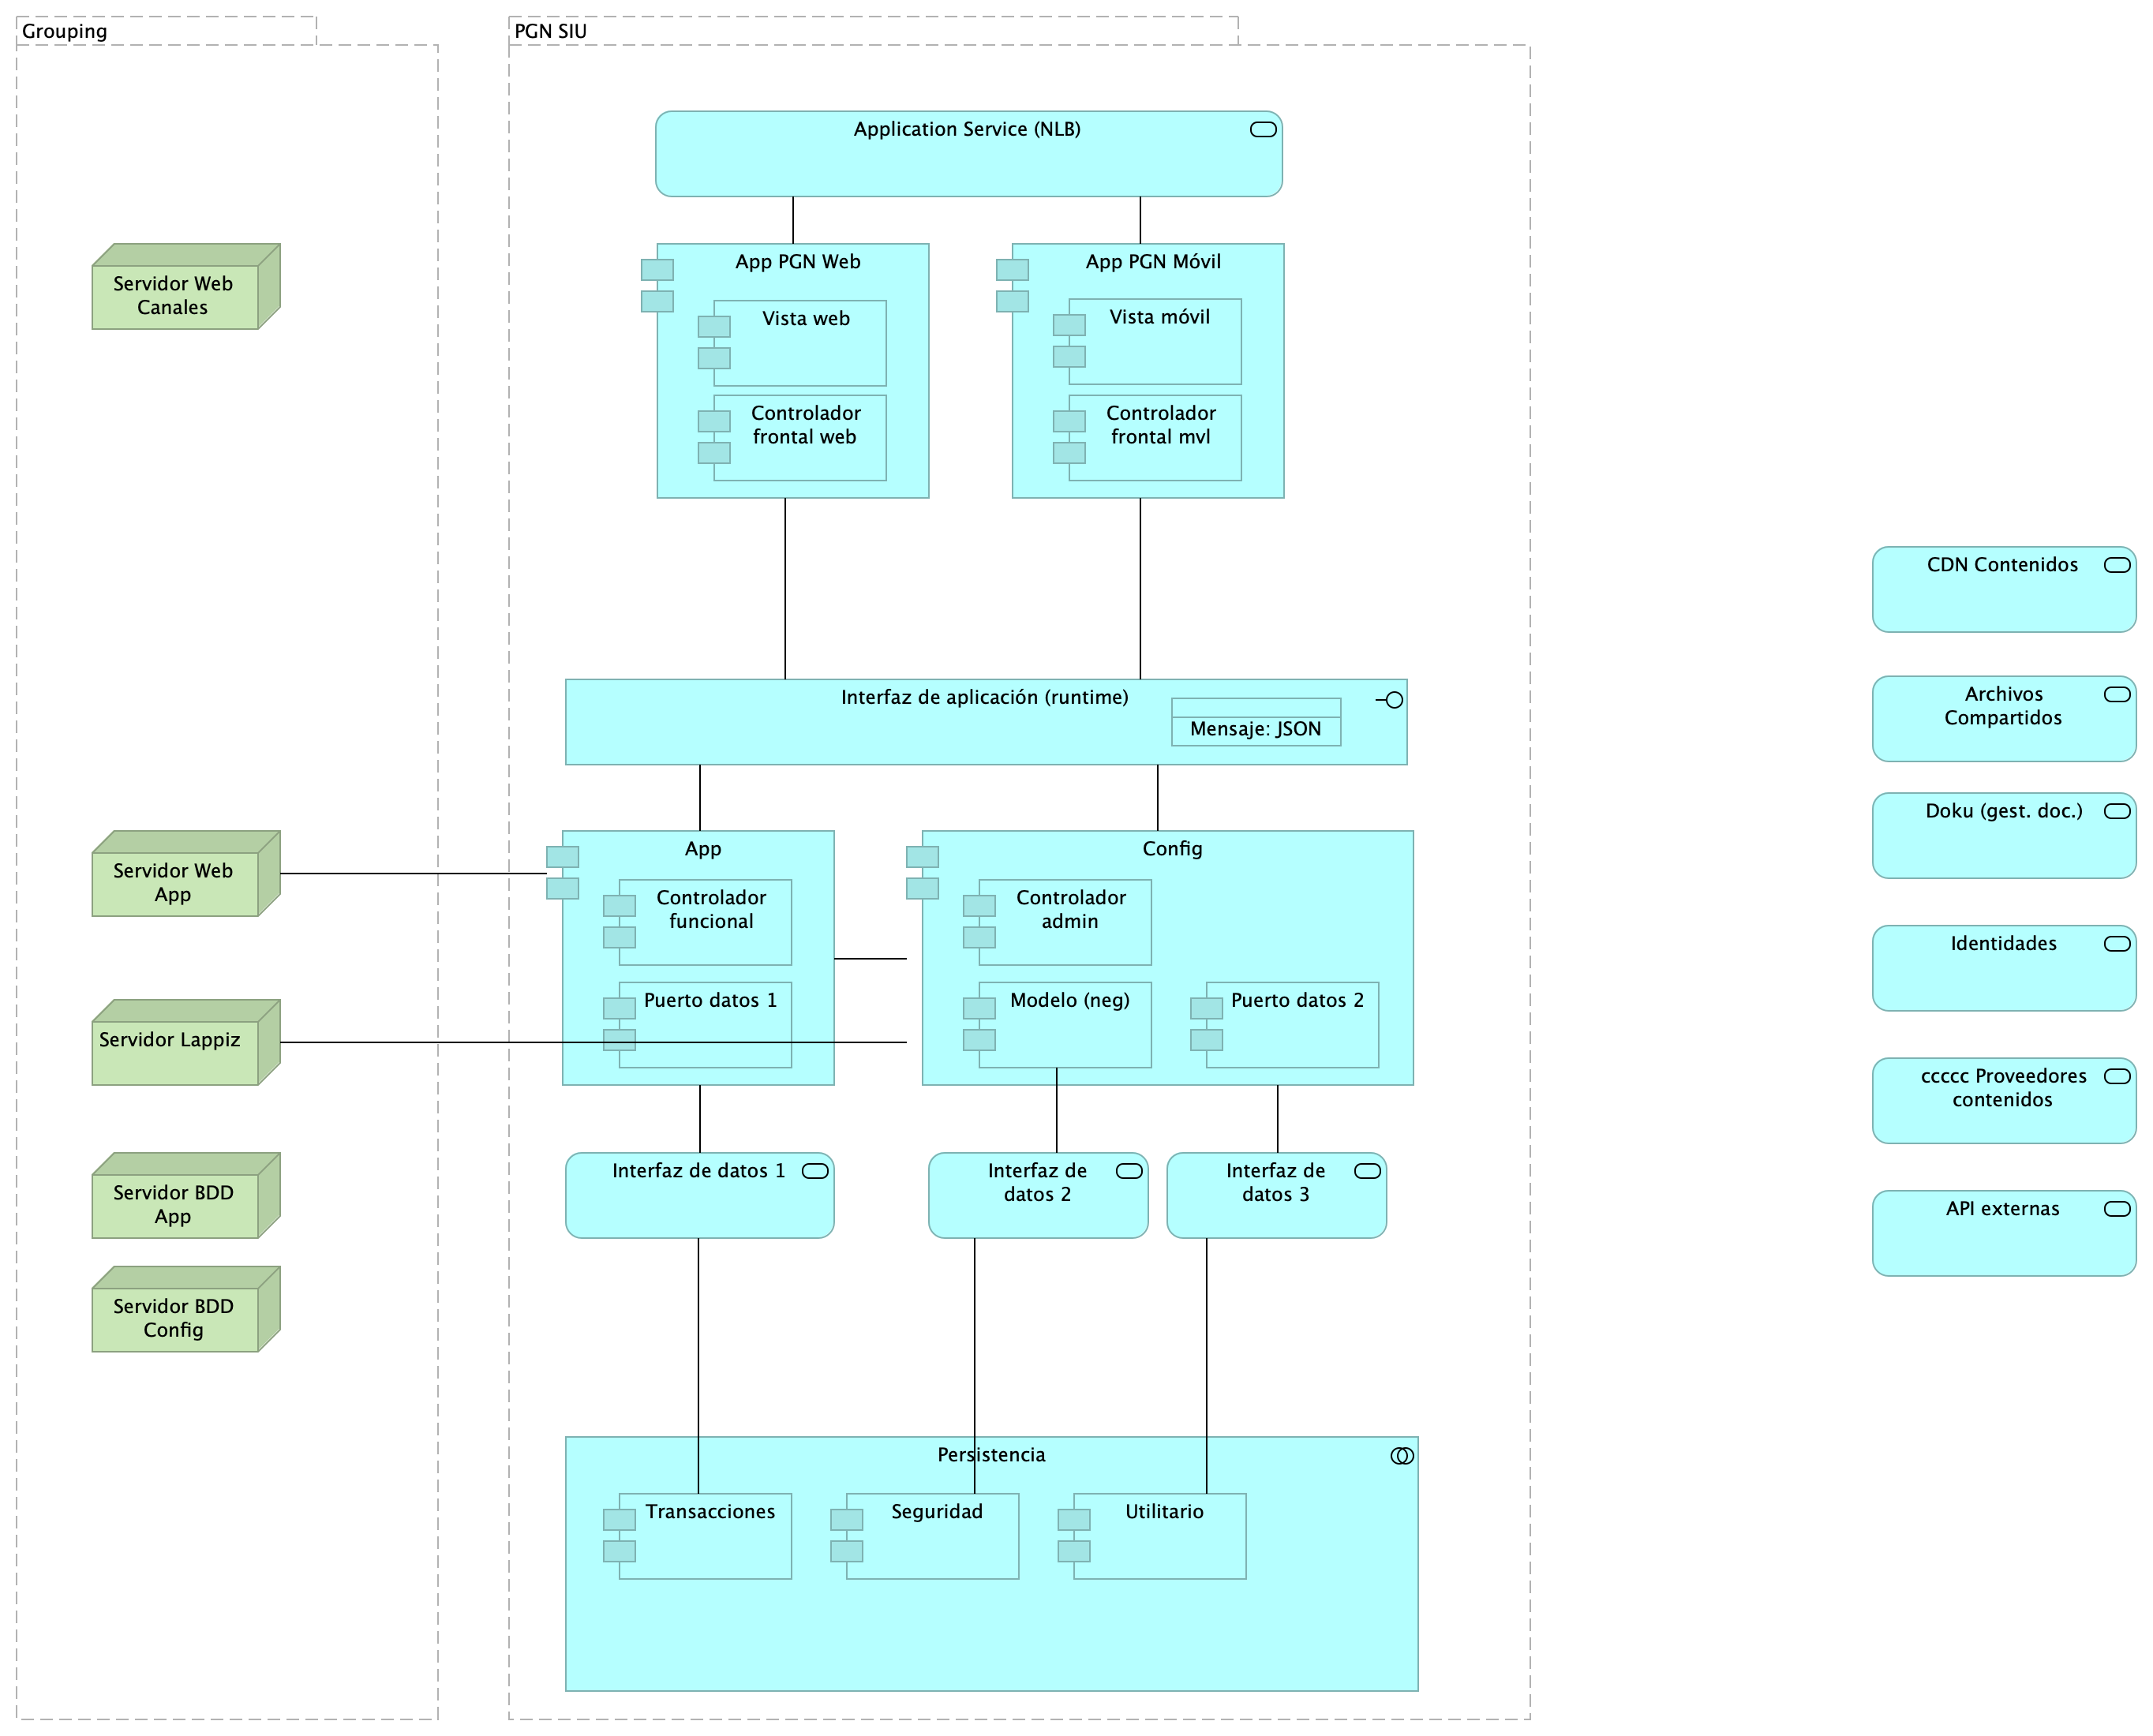 Grouping
PGN SIU
Application Service (NLB)
Servidor Web
Canales
App PGN Web
Vista web
Controlador
frontal web
App PGN Móvil
Vista móvil
Controlador
frontal mvl
Interfaz de aplicación (runtime)
Mensaje: JSON
Servidor Web
App
App
Controlador
funcional
Puerto datos 1
Config
Controlador
admin
Modelo (neg)
Puerto datos 2
Servidor Lappiz
Servidor BDD
App
Interfaz de datos 1
Interfaz de
datos 2
Interfaz de
datos 3
Servidor BDD
Config
Persistencia
Transacciones
Seguridad
Utilitario
CDN Contenidos
Archivos
Compartidos
Doku (gest. doc.)
Identidades
ccccc Proveedores
contenidos
API externas